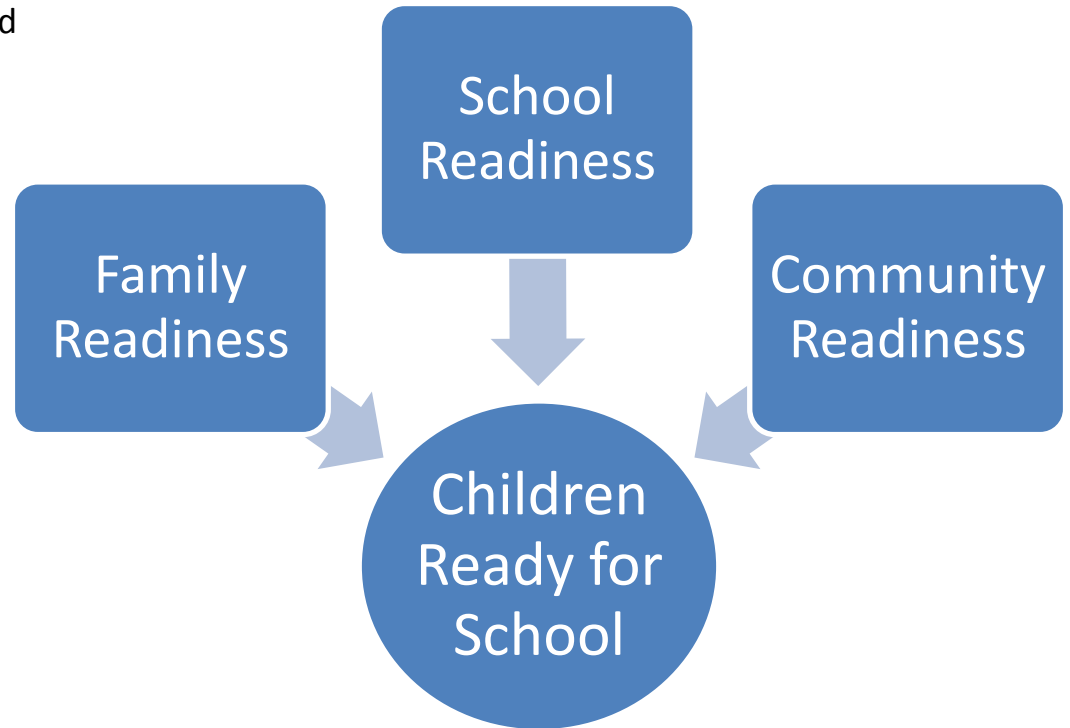 d
School
Readiness
Family
Readiness
Community
Readiness
Children
Ready for
School